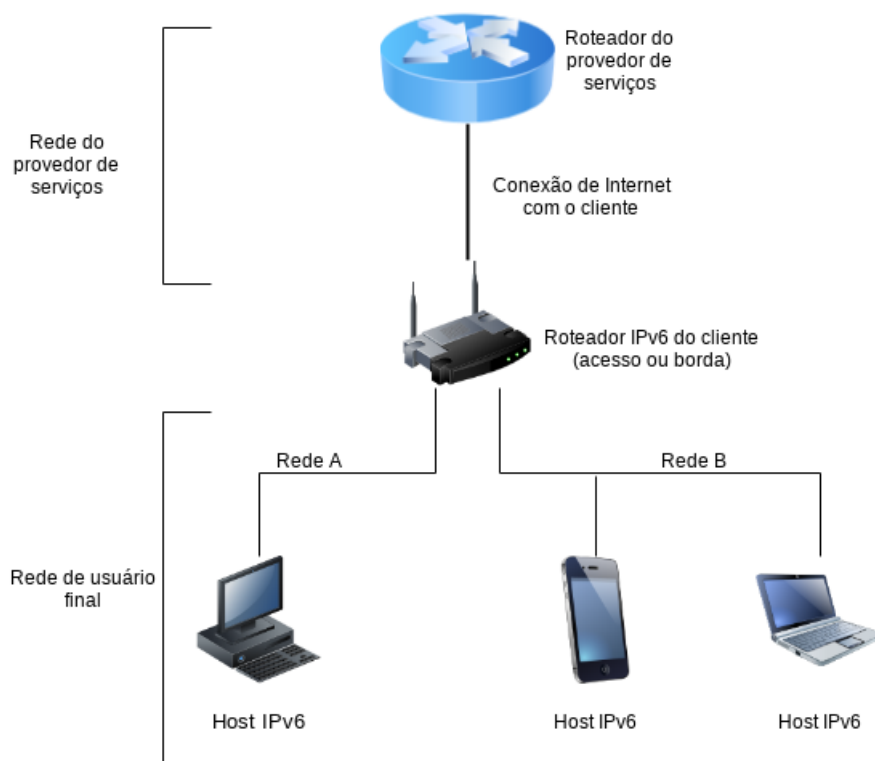 Roteador do
provedor de
serviços
Rede do
provedor de
serviços
Conexão de Internet
com o cliente
Roteador IPv6 do cliente
(acesso ou borda)
Rede A
Rede B
Rede de usuário
final
Host IPv6
Host IPv6
Host IPv6